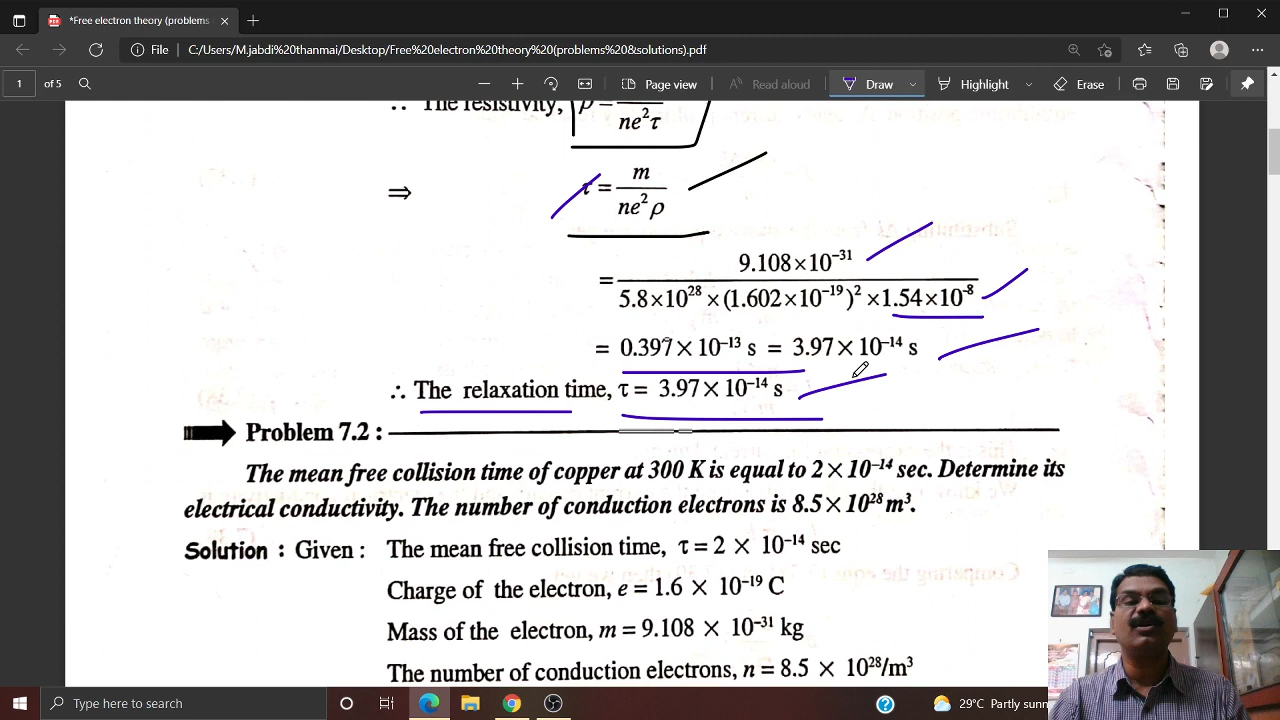 *Free electron theory (problems
File C:/Users/M.jabdi%20thanmai/Desktop/Free%20electron%20theory%20(problems%20&solutions).pdf
1 of 5 Page view Read aloud Draw Highlight Erase
∴ The resistivity, ρ =
ne²τ
⇒ τ = m
ne²ρ
= 9.108×10⁻³¹
5.8×10²⁸ ×(1.602×10⁻¹⁹)² ×1.54×10⁻⁸
= 0.397×10⁻¹³ s = 3.97×10⁻¹⁴ s
∴ The relaxation time, τ = 3.97×10⁻¹⁴ s
Problem 7.2 :
The mean free collision time of copper at 300 K is equal to 2 × 10⁻¹⁴ sec. Determine its
electrical conductivity. The number of conduction electrons is 8.5 × 10²⁸ m³.
Solution : Given : The mean free collision time, τ = 2 × 10⁻¹⁴ sec
Charge of the electron, e = 1.6 × 10⁻¹⁹ C
Mass of the electron, m = 9.108 × 10⁻³¹ kg
The number of conduction electrons, n = 8.5 × 10²⁸/m³
Type here to search
29°C Partly sunn